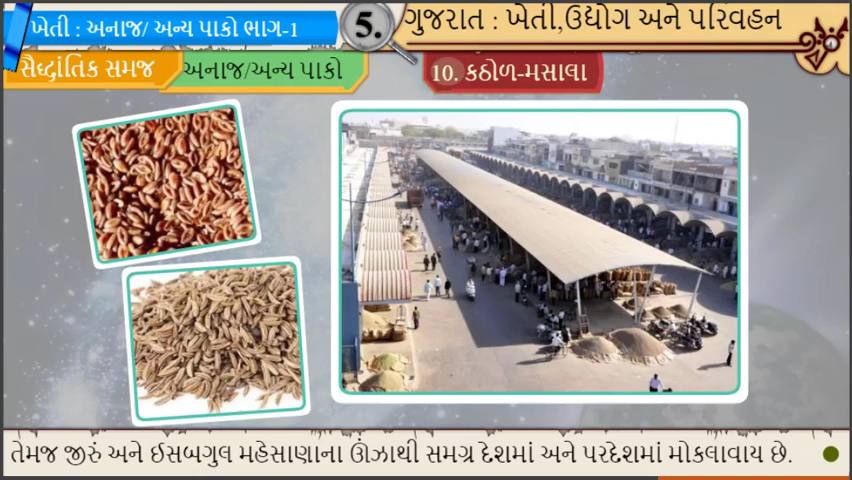 ખેતી : અનાજ/ અન્ય પાકો ભાગ-1
5.
ગુજરાત : ખેતી,ઉદ્યોગ અને પરિવહન
સૈધ્દ્રાંતિક સમજ
અનાજ/અન્ય પાકો
10. કઠોળ-મસાલા
તેમજ જીરું અને ઈસબગુલ મહેસાણાના ઊંઝાથી સમગ્ર દેશમાં અને પરદેશમાં મોકલાવાય છે.